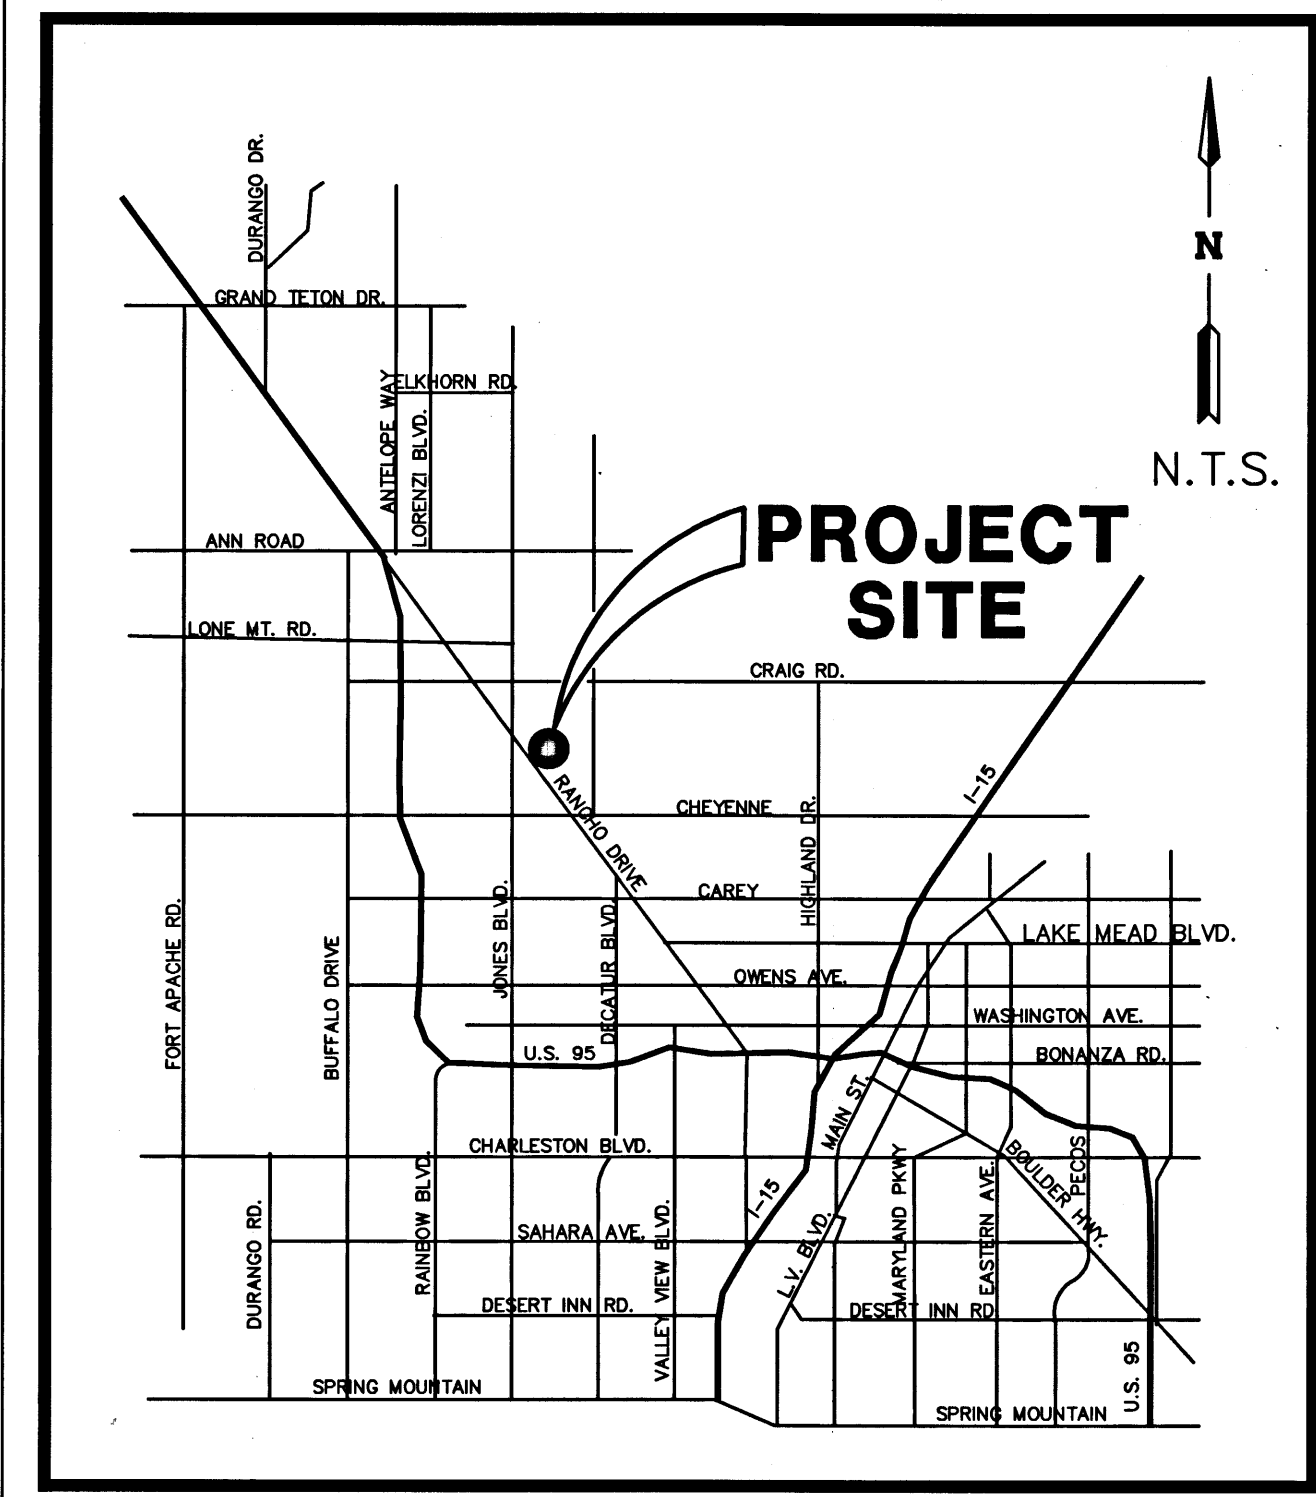 DURANGO DR.
N
GRAND TETON DR.
ELKHORN RD.
ANTELOPE WAY
LORENZI BLVD.
N.T.S.
PROJECT
SITE
ANN ROAD
LONE MT. RD.
CRAIG RD.
I-15
RANCHO DRIVE
CHEYENNE
HIGHLAND DR.
CAREY
JONES BLVD.
DECATUR BLVD.
FORT APACHE RD.
BUFFALO DRIVE
LAKE MEAD BLVD.
OWENS AVE.
WASHINGTON AVE.
U.S. 95
BONANZA RD.
MAIN ST.
CHARLESTON BLVD.
RAINBOW BLVD.
I-15
MARYLAND PKWY
EASTERN AVE.
BOULDER HWY.
PECOS
DURANGO RD.
SAHARA AVE.
VALLEY VIEW BLVD.
L.V. BLVD.
DESERT INN RD.
DESERT INN RD
U.S. 95
SPRING MOUNTAIN
SPRING MOUNTAIN